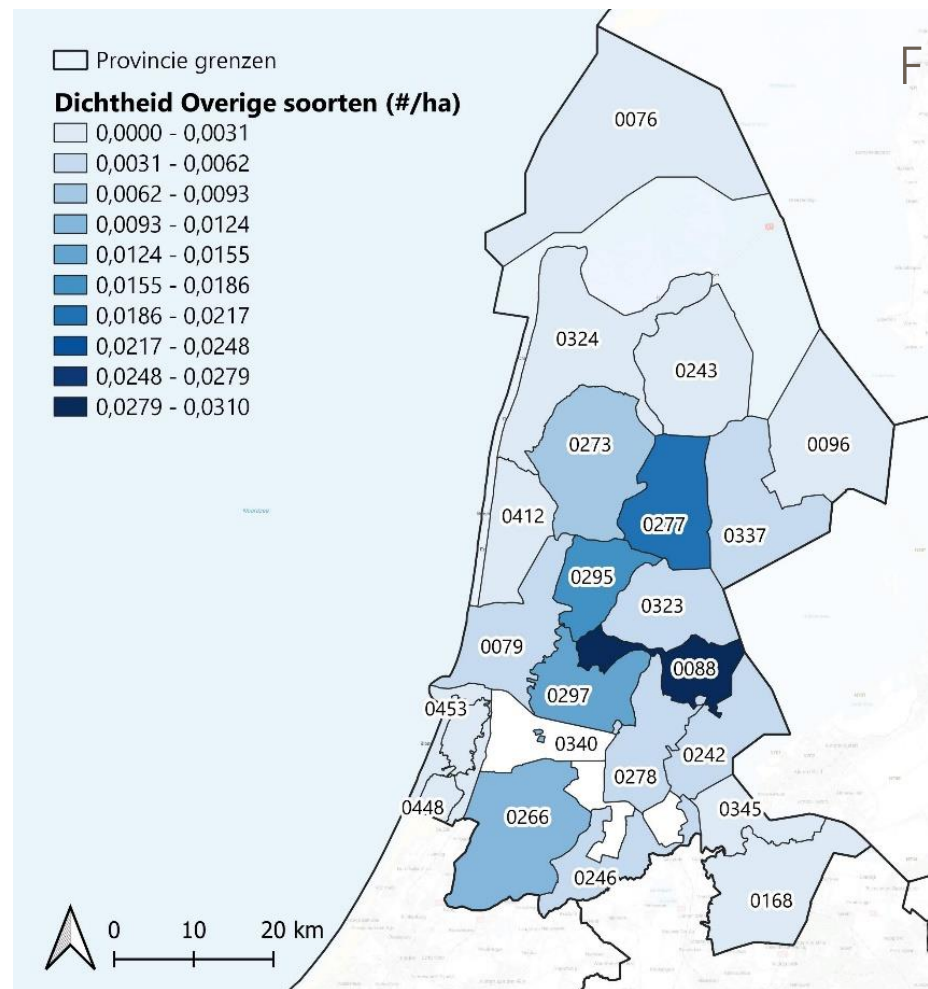 F
Provincie grenzen
Dichtheid Overige soorten (#/ha)
0,0000 - 0,0031
0,0031 - 0,0062
0,0062 - 0,0093
0,0093 - 0,0124
0,0124 - 0,0155
0,0155 - 0,0186
0,0186 - 0,0217
0,0217 - 0,0248
0,0248 - 0,0279
0,0279 - 0,0310
0076
0324
0243
0273
0096
0412
0277
0337
0295
0323
0079
0088
0297
0453
0340
0242
0278
0448
0266
0345
0246
0168
0 10 20 km